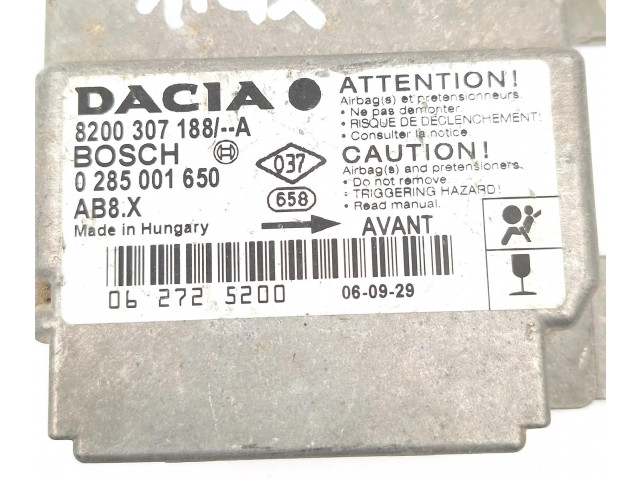 DACIA
8200 307 188/--A
BOSCH
0 285 001 650
AB8.X
Made in Hungary
037
658
ATTENTION!
Airbag(s) et pretensionneurs.
• Ne pas demonter.
• RISQUE DE DÉCLENCHEMENT!
• Consulter la notice.
CAUTION!
Airbag(s) and pretensioners.
• Do not remove
• TRIGGERING HAZARD!
• Read manual.
AVANT
06 272 5200
06-09-29